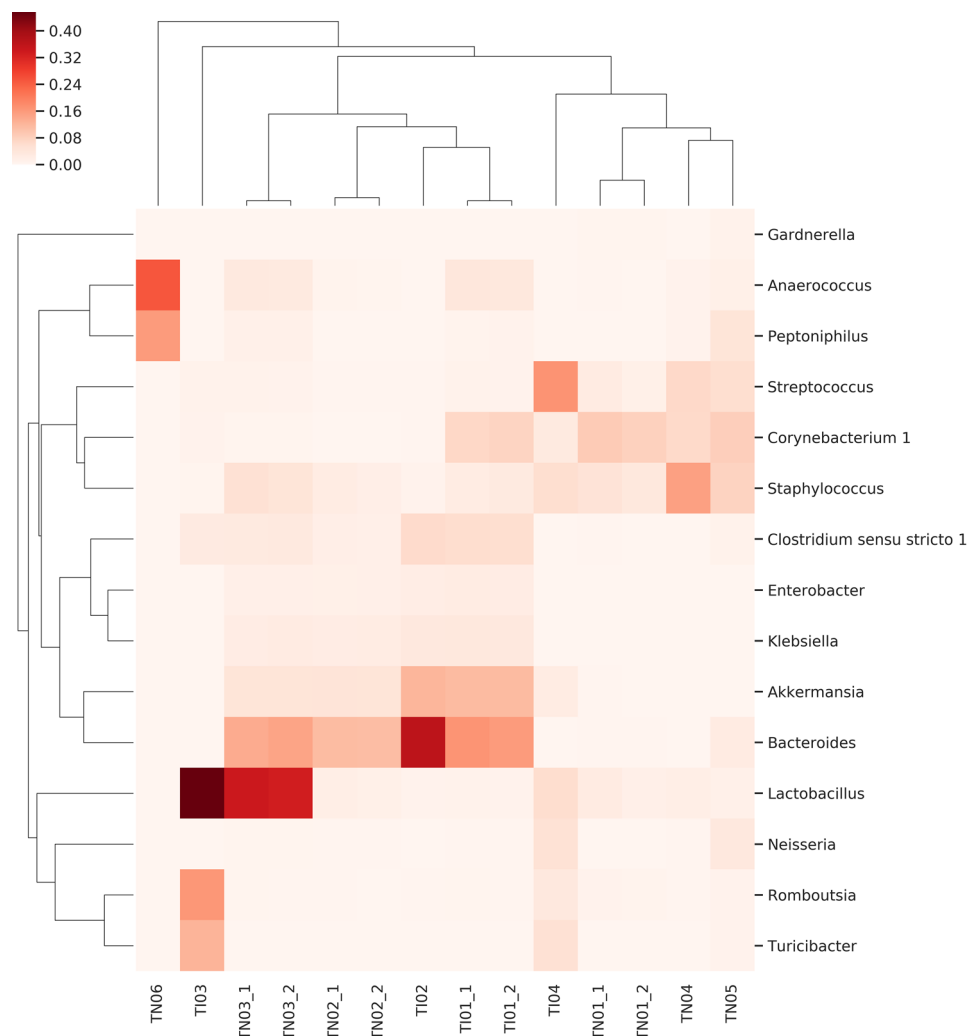 0.40
0.32
0.24
0.16
0.08
0.00
Gardnerella
Anaerococcus
Peptoniphilus
Streptococcus
Corynebacterium 1
Staphylococcus
Clostridium sensu stricto 1
Enterobacter
Klebsiella
Akkermansia
Bacteroides
Lactobacillus
Neisseria
Romboutsia
Turicibacter
TN06
TI03
TN03_1
TN03_2
TN02_1
TN02_2
TI02
TI01_1
TI01_2
TI04
TN01_1
TN01_2
TN04
TN05